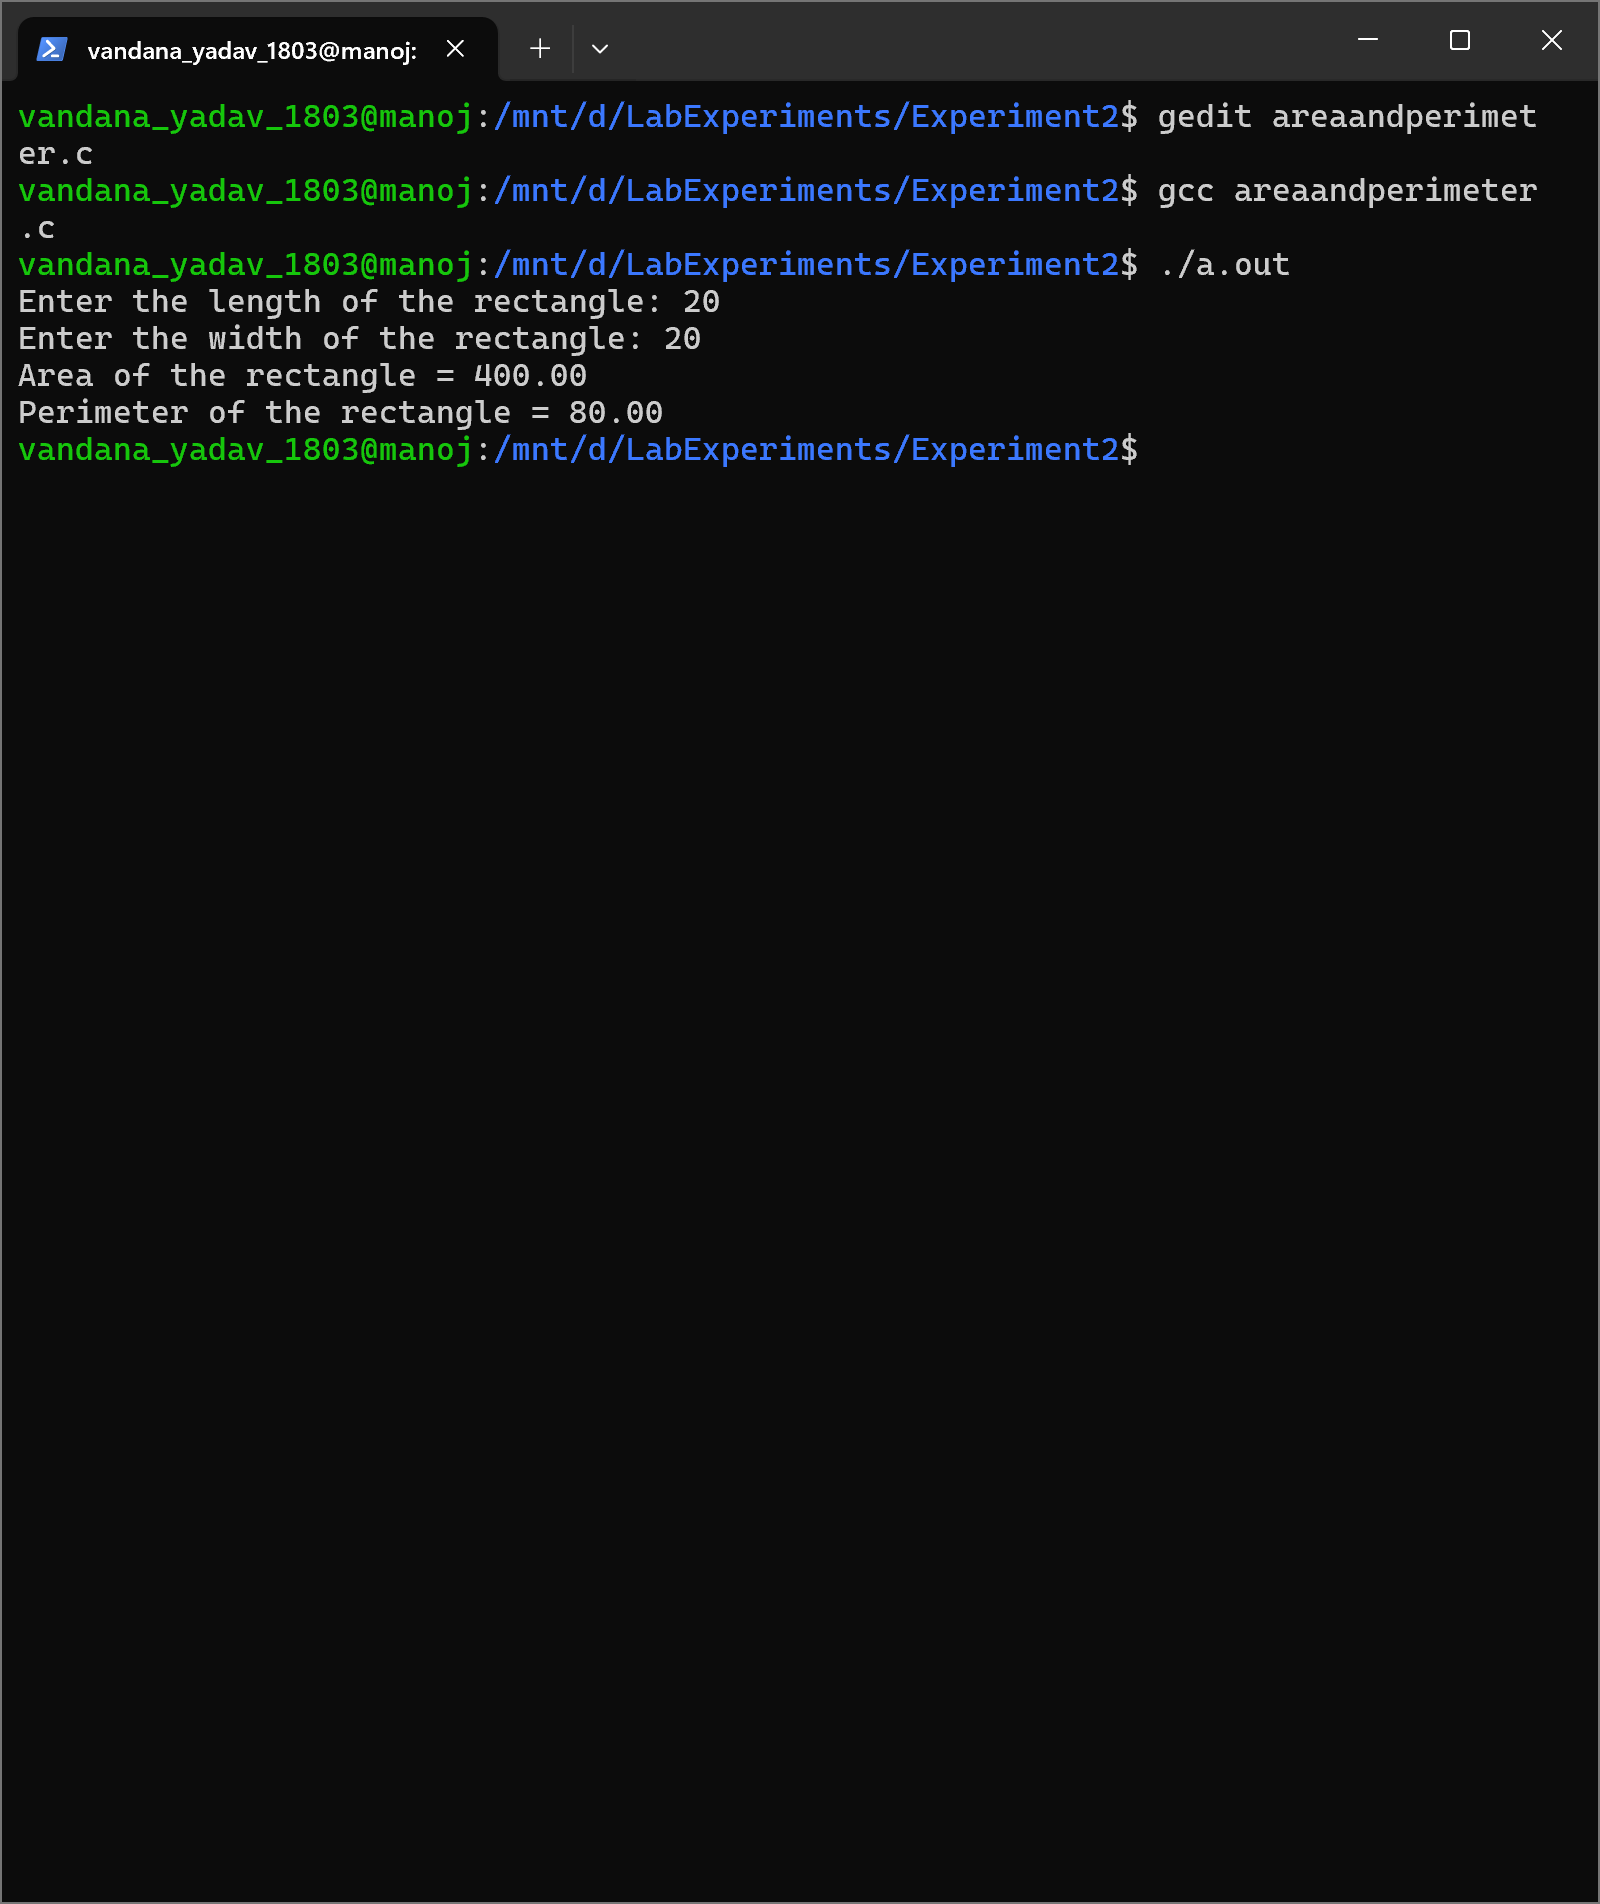 vandana_yadav_1803@manoj:
vandana_yadav_1803@manoj:/mnt/d/LabExperiments/Experiment2$ gedit areaandperimet
er.c
vandana_yadav_1803@manoj:/mnt/d/LabExperiments/Experiment2$ gcc areaandperimeter
.c
vandana_yadav_1803@manoj:/mnt/d/LabExperiments/Experiment2$ ./a.out
Enter the length of the rectangle: 20
Enter the width of the rectangle: 20
Area of the rectangle = 400.00
Perimeter of the rectangle = 80.00
vandana_yadav_1803@manoj:/mnt/d/LabExperiments/Experiment2$